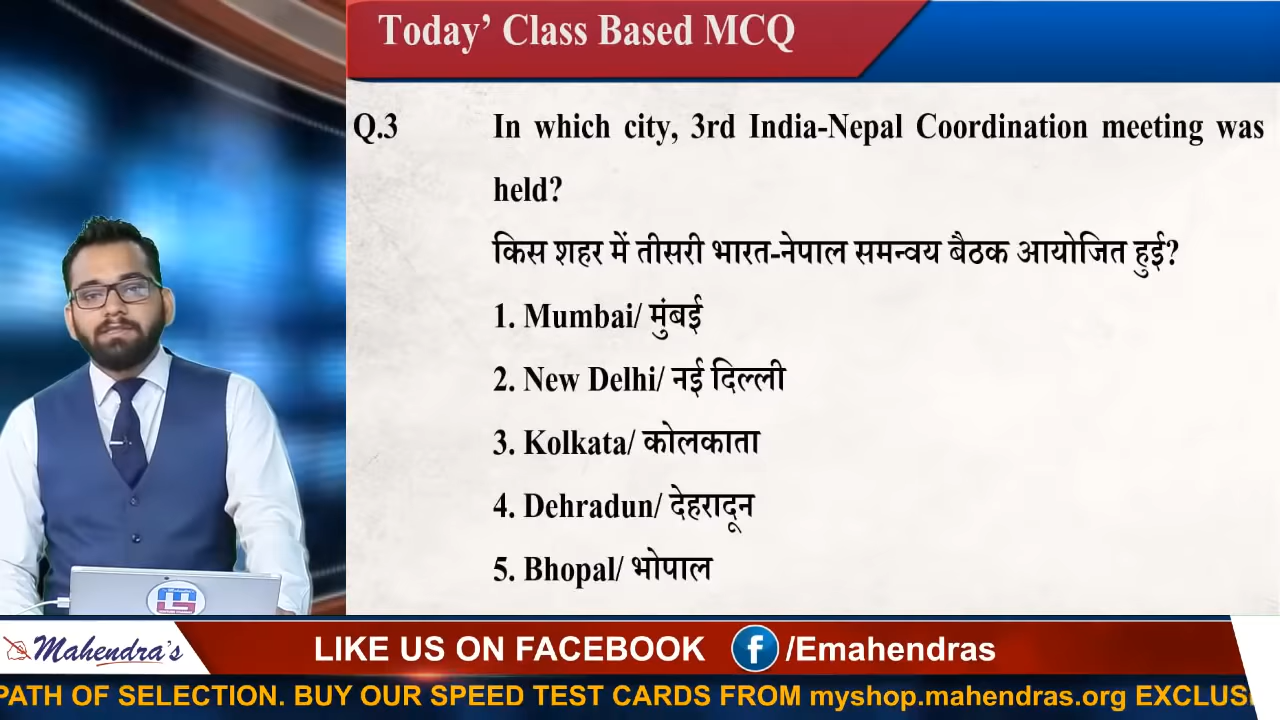 Today’ Class Based MCQ
Q.3 In which city, 3rd India-Nepal Coordination meeting was
held?
किस शहर में तीसरी भारत-नेपाल समन्वय बैठक आयोजित हुई?
1. Mumbai/ मुंबई
2. New Delhi/ नई दिल्ली
3. Kolkata/ कोलकाता
4. Dehradun/ देहरादून
5. Bhopal/ भोपाल
Mahendra's LIKE US ON FACEBOOK f /Emahendras
PATH OF SELECTION. BUY OUR SPEED TEST CARDS FROM myshop.mahendras.org